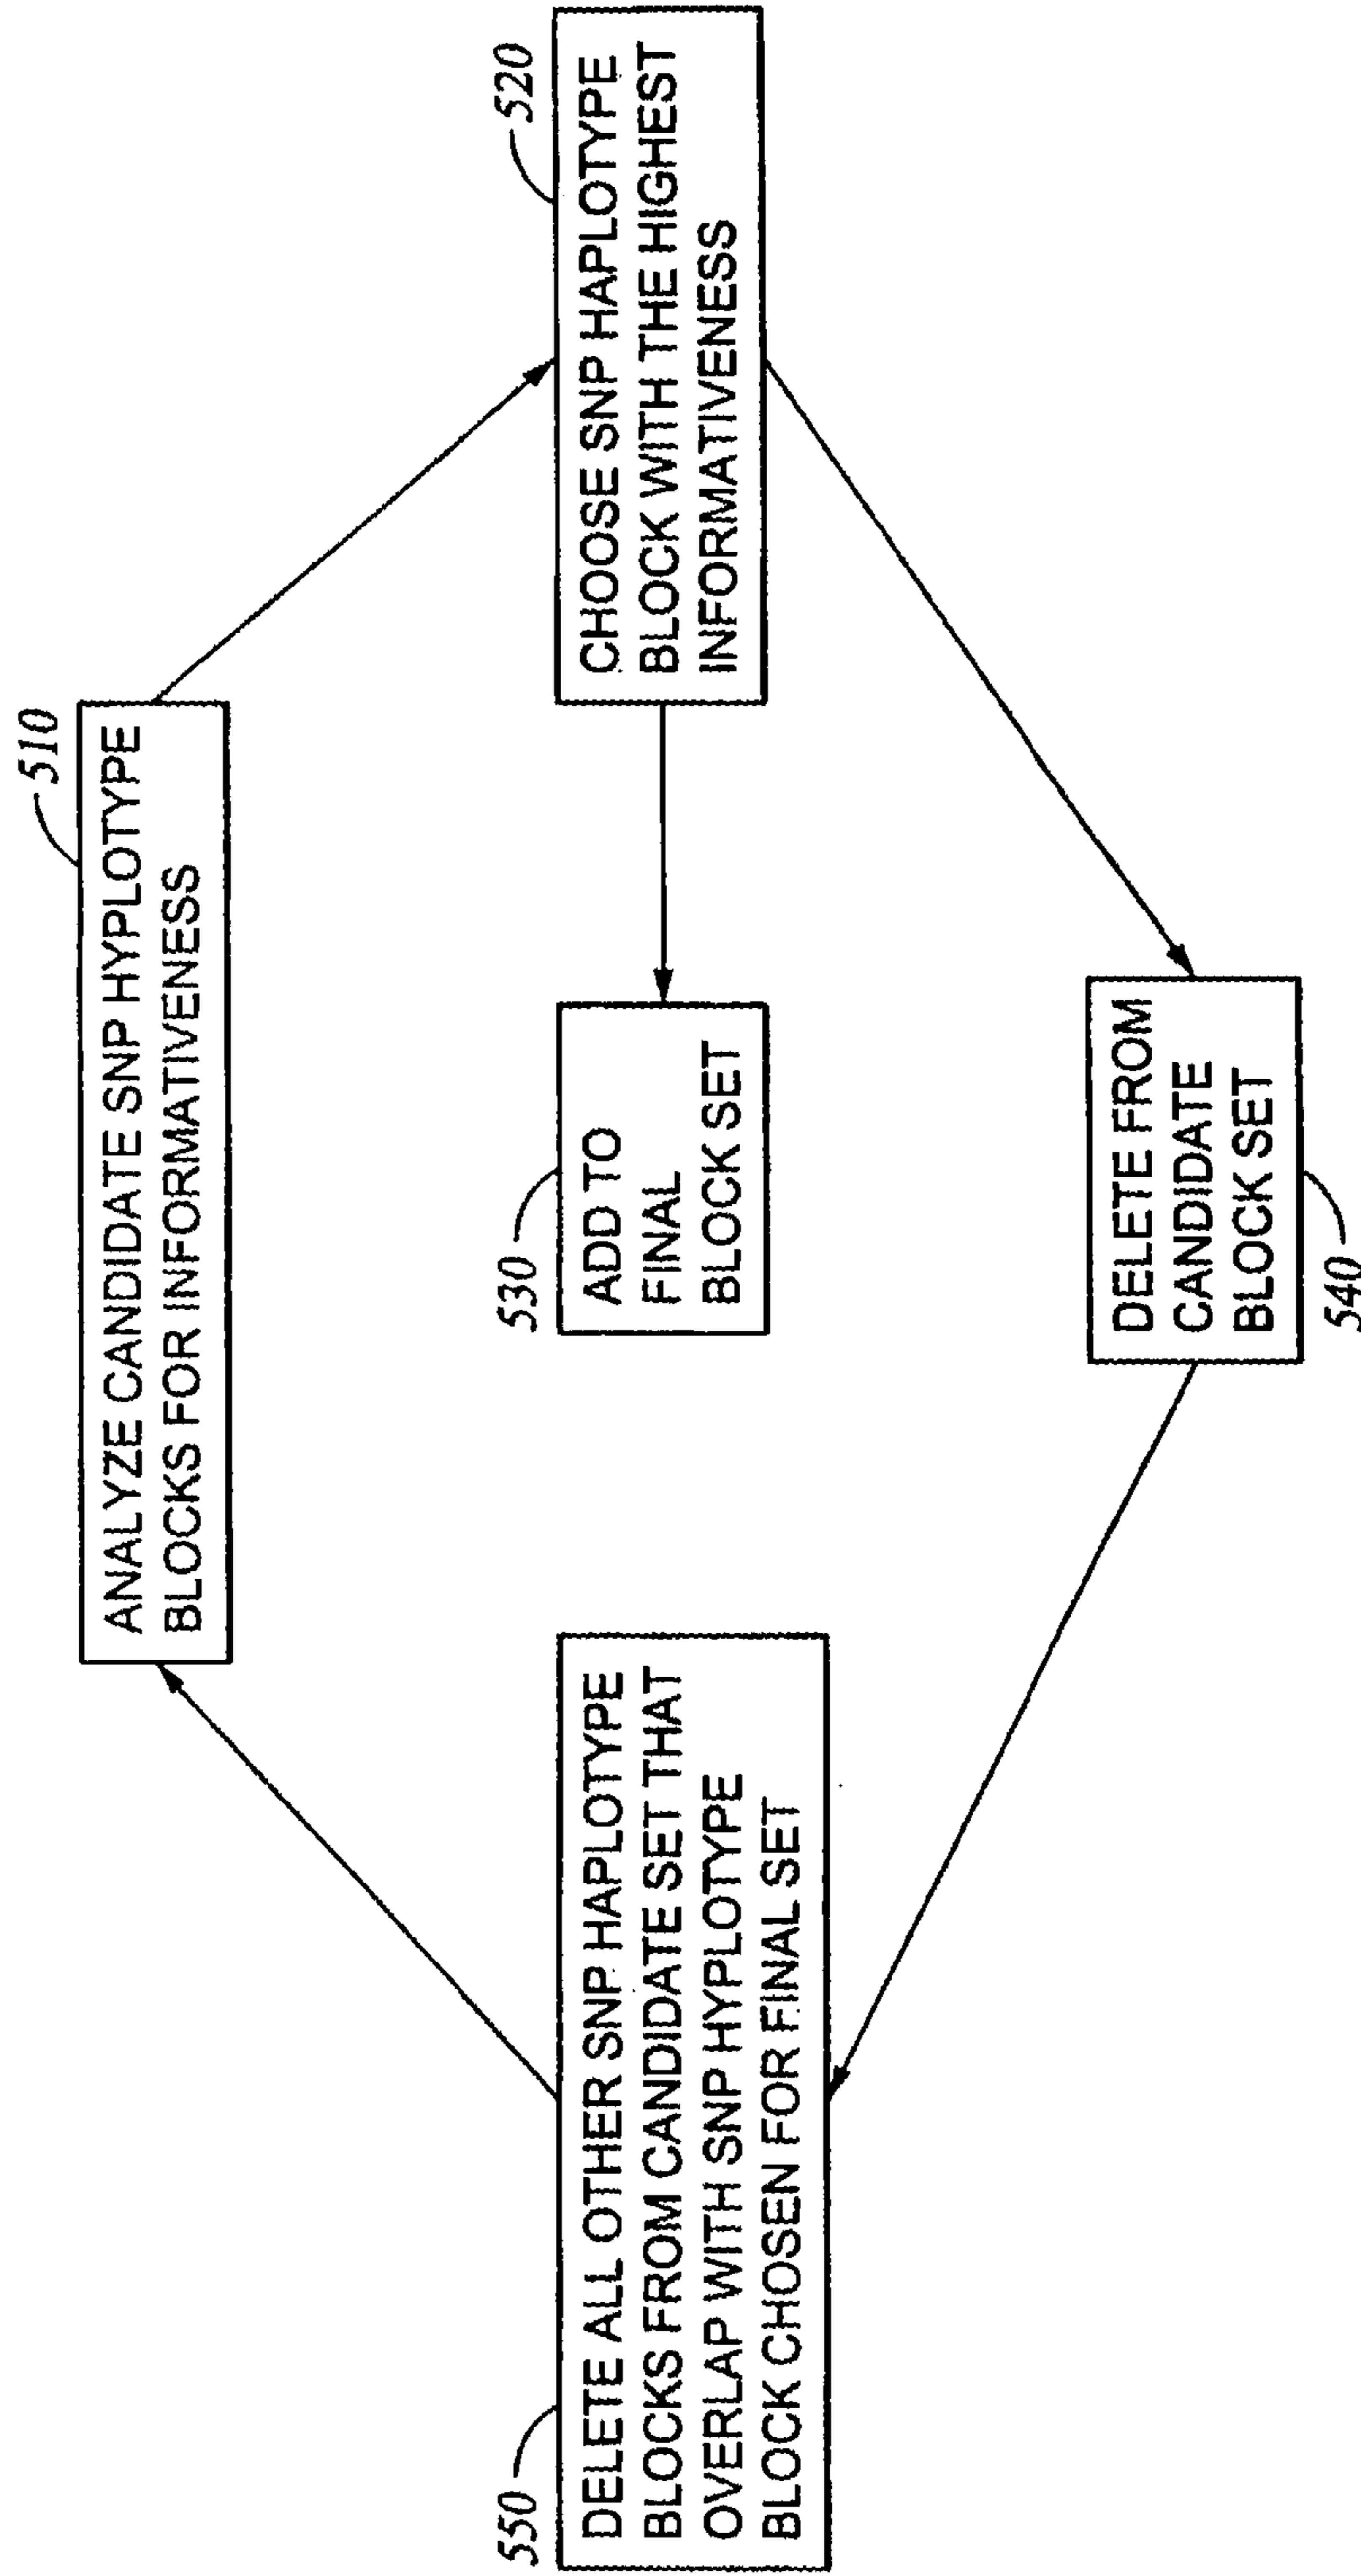 510
ANALYZE CANDIDATE SNP HYPLOTYPE
BLOCKS FOR INFORMATIVENESS
520
CHOOSE SNP HAPLOTYPE
BLOCK WITH THE HIGHEST
INFORMATIVENESS
530
ADD TO
FINAL
BLOCK SET
DELETE FROM
CANDIDATE
BLOCK SET
540
550
DELETE ALL OTHER SNP HAPLOTYPE
BLOCKS FROM CANDIDATE SET THAT
OVERLAP WITH SNP HYPLOTYPE
BLOCK CHOSEN FOR FINAL SET